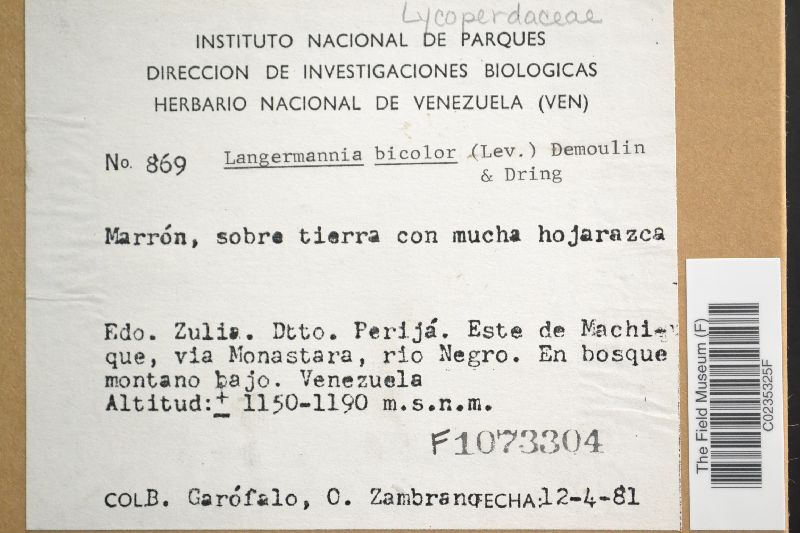 Lycoperdaceae
INSTITUTO NACIONAL DE PARQUES
DIRECCION DE INVESTIGACIONES BIOLOGICAS
HERBARIO NACIONAL DE VENEZUELA (VEN)
No. 869 Langermannia bicolor (Lev.) Demoulin
& Dring
Marrón, sobre tierra con mucha hojarazca
Edo. Zulia. Dtto. Perijá. Este de Machi-
que, via Monastara, rio Negro. En bosque
montano bajo. Venezuela
Altitud:± 1150-1190 m.s.n.m.
F1073304
COL.B. Garófalo, O. Zambrano FECHA:12-4-81
The Field Museum (F)
C0235325F